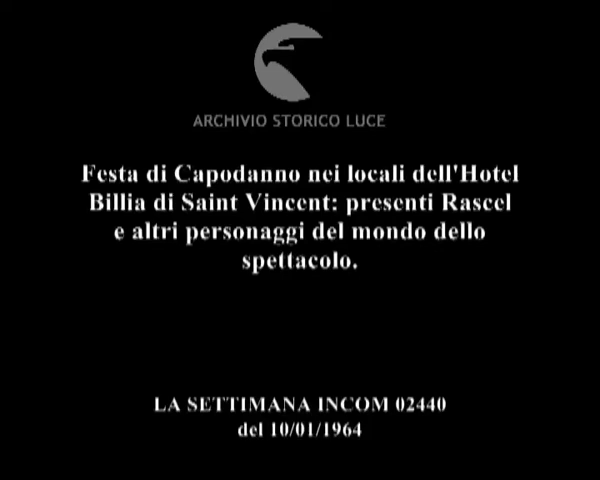 ARCHIVIO STORICO LUCE
Festa di Capodanno nei locali dell'Hotel
Billia di Saint Vincent: presenti Rascel
e altri personaggi del mondo dello
spettacolo.
LA SETTIMANA INCOM 02440
del 10/01/1964